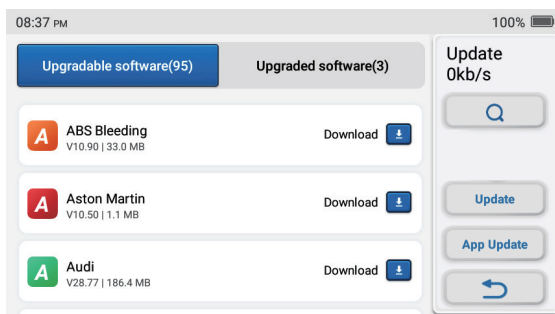 08:37 PM
100%
Upgradable software(95)
Upgraded software(3)
Update
0kb/s
A
ABS Bleeding
V10.90 | 33.0 MB
Download
A
Aston Martin
V10.50 | 1.1 MB
Download
Update
App Update
A
Audi
V28.77 | 186.4 MB
Download